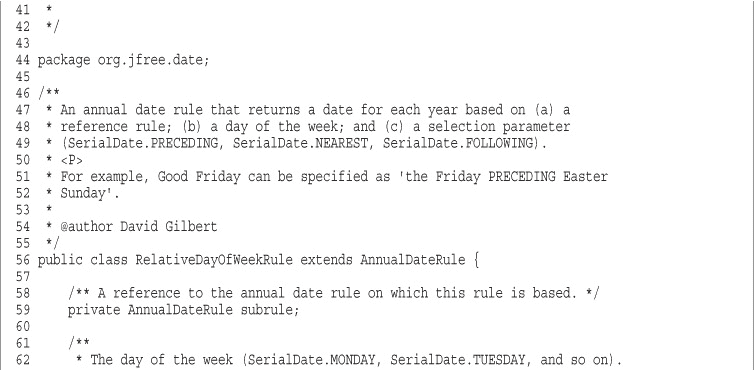 41  *
42  */
43
44 package org.jfree.date;
45
46 /**
47  * An annual date rule that returns a date for each year based on (a) a
48  * reference rule; (b) a day of the week; and (c) a selection parameter
49  * (SerialDate.PRECEDING, SerialDate.NEAREST, SerialDate.FOLLOWING).
50  * <P>
51  * For example, Good Friday can be specified as 'the Friday PRECEDING Easter
52  * Sunday'.
53  *
54  * @author David Gilbert
55  */
56 public class RelativeDayOfWeekRule extends AnnualDateRule {
57
58     /** A reference to the annual date rule on which this rule is based. */
59     private AnnualDateRule subrule;
60
61     /**
62      * The day of the week (SerialDate.MONDAY, SerialDate.TUESDAY, and so on).